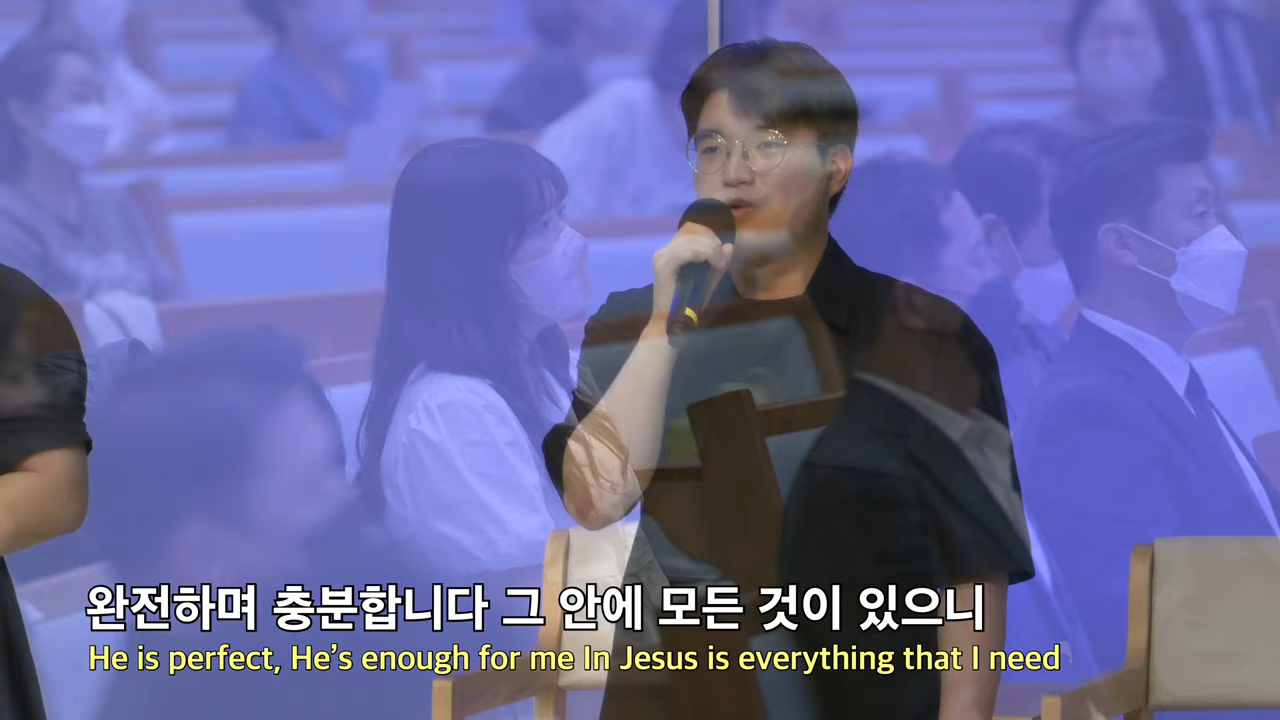 완전하며 충분합니다 그 안에 모든 것이 있으니
He is perfect, He's enough for me In Jesus is everything that I need